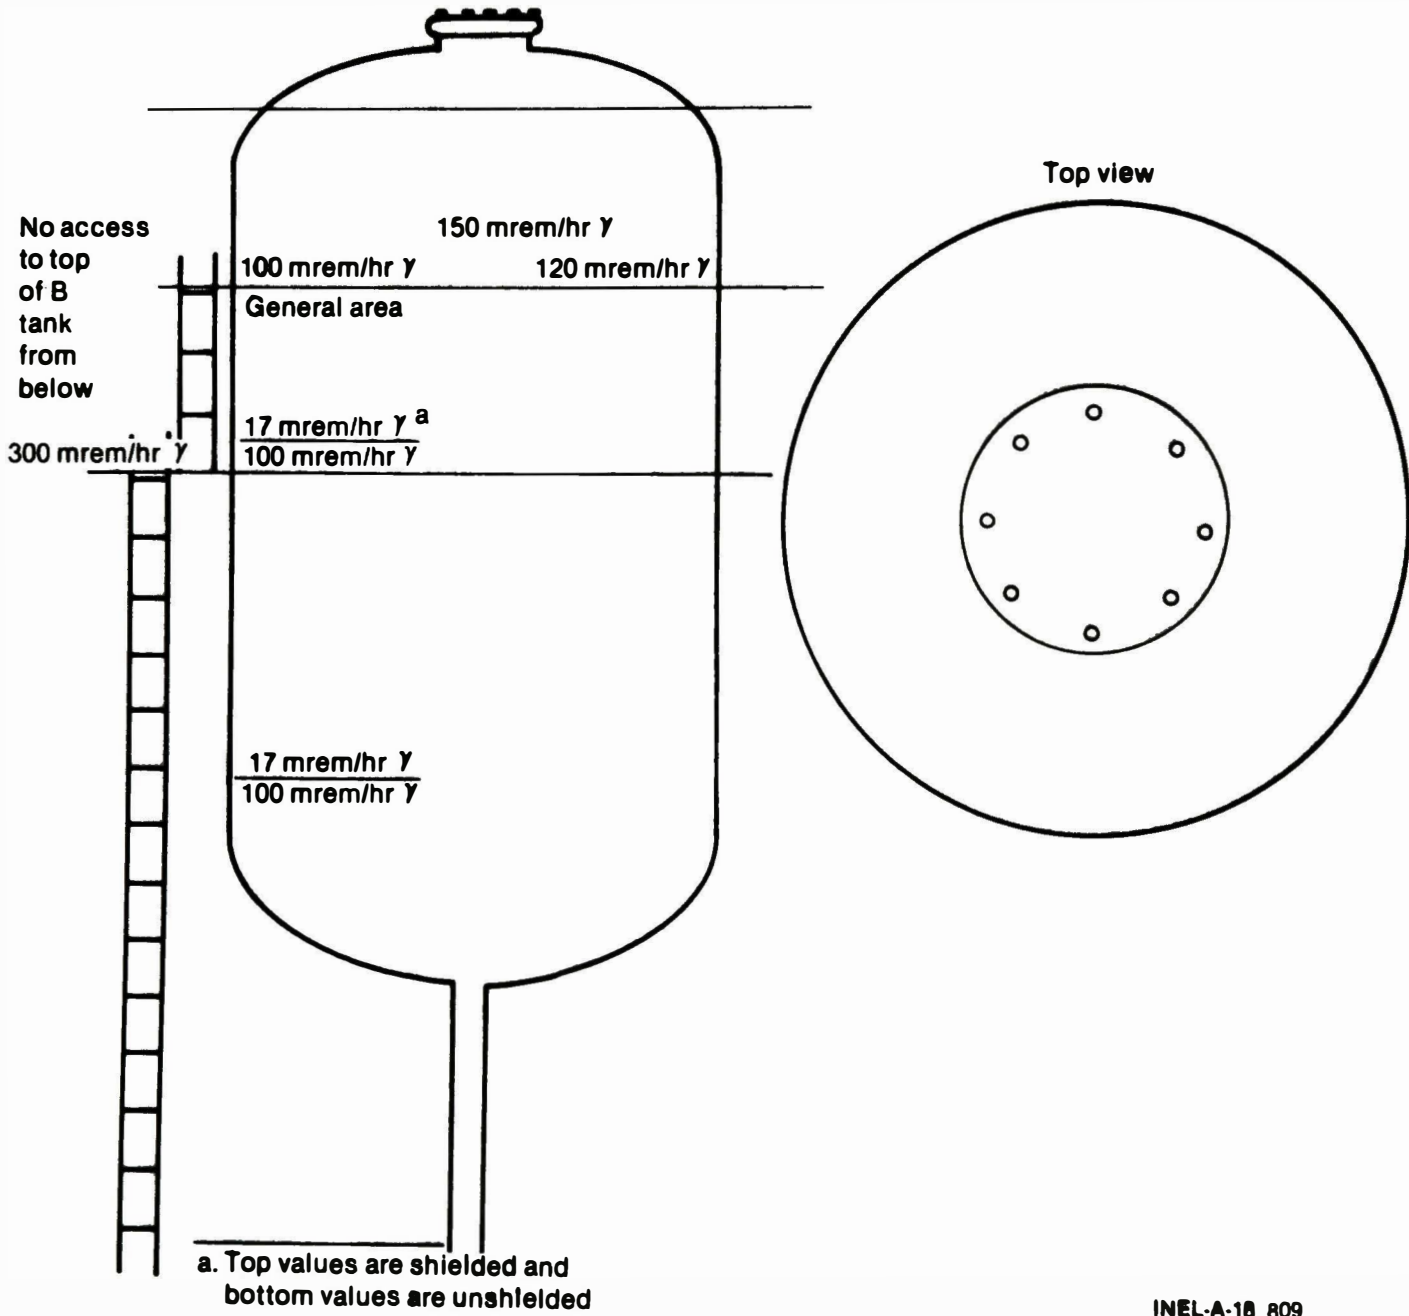 Top view
No access
to top
of B
tank
from
below
150 mrem/hr γ
100 mrem/hr γ
120 mrem/hr γ
General area
17 mrem/hr γ a
100 mrem/hr γ
300 mrem/hr γ
17 mrem/hr γ
100 mrem/hr γ
a. Top values are shielded and
bottom values are unshielded
INEL-A-18 809